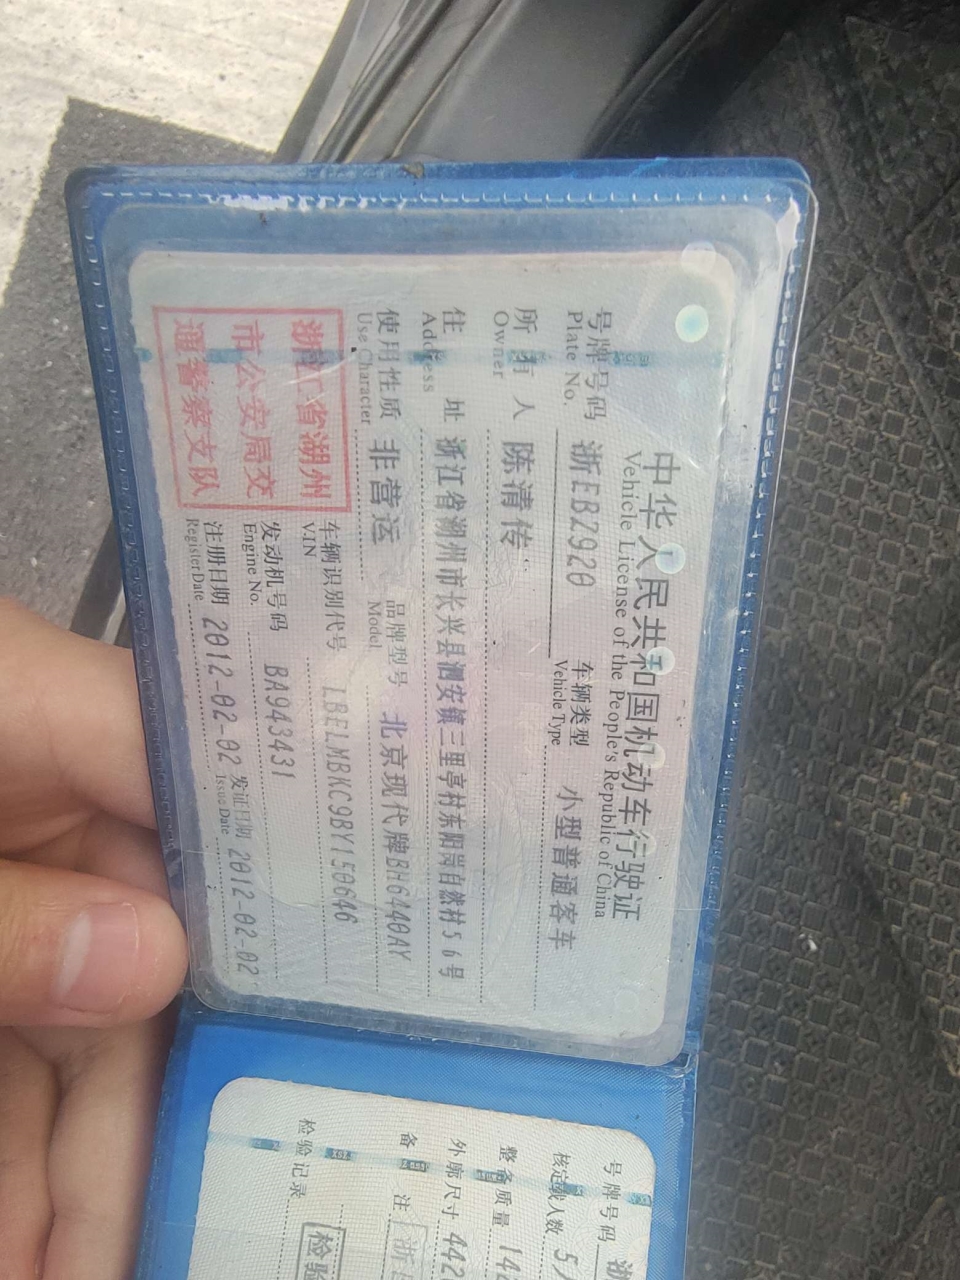 中华人民共和国机动车行驶证
Vehicle License of the People's Republic of China
号牌号码 浙EBZ920 车辆类型 小型普通客车
Plate No. Vehicle Type
所有人 陈清传
Owner
住址 浙江省湖州市长兴县泗安镇三里亭村东阳岗自然村56号
Address
使用性质 非营运 品牌型号 北京现代牌BH6440AY
Use Character Model
浙江省湖州
市公安局交
通警察支队
车辆识别代号 LBELMBKC9BY150646
VIN
发动机号码 BA943431
Engine No.
注册日期 2012-02-02 发证日期 2012-02-02
Register Date Issue Date
号牌号码 浙
核定载人数 5人
整备质量
外廓尺寸 442
备注 浙
检验记录 检验